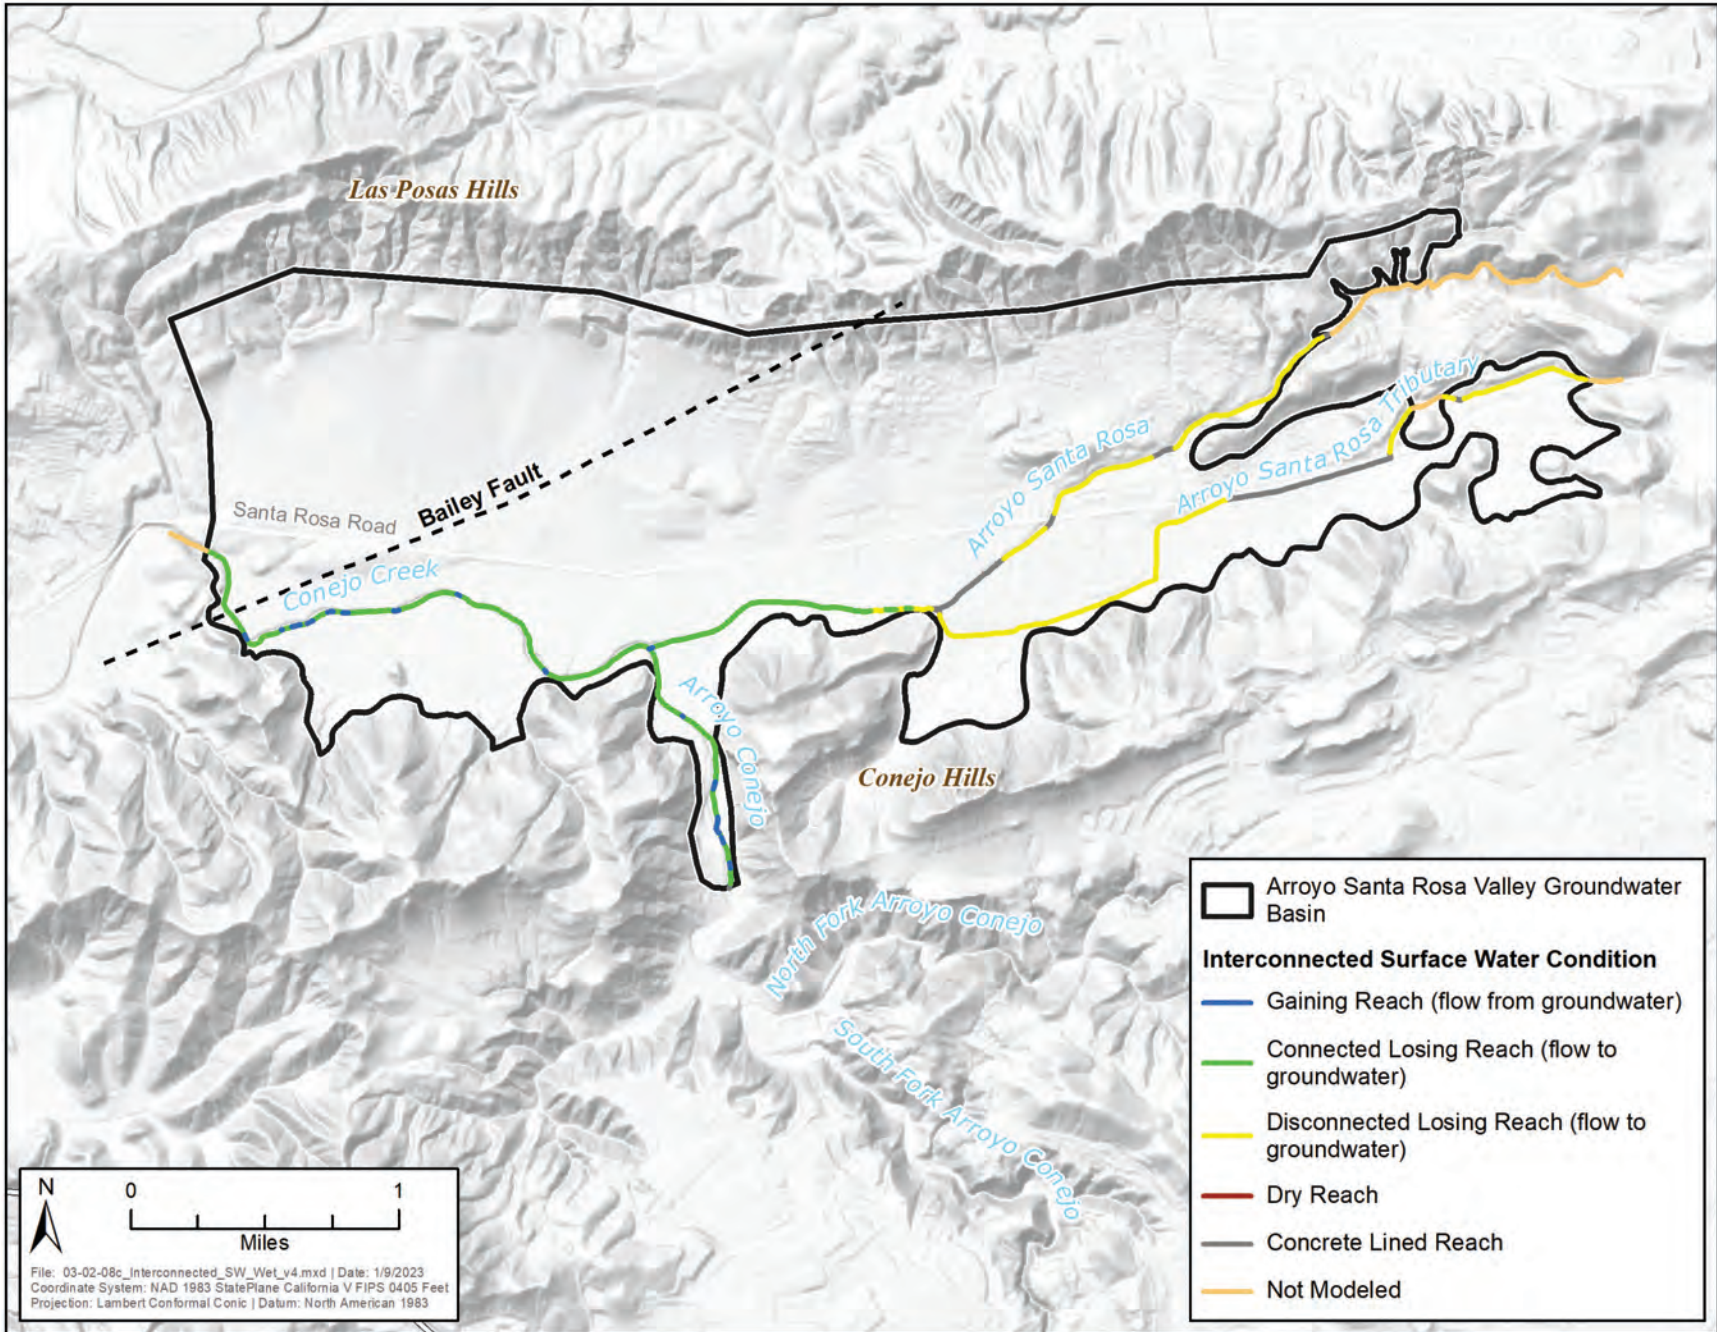 Las Posas Hills
Arroyo Santa Rosa Tributary
Arroyo Santa Rosa
Bailey Fault
Santa Rosa Road
Conejo Creek
Arroyo Conejo
Conejo Hills
North Fork Arroyo Conejo
South Fork Arroyo Conejo
Arroyo Santa Rosa Valley Groundwater
Basin
Interconnected Surface Water Condition
Gaining Reach (flow from groundwater)
Connected Losing Reach (flow to
groundwater)
Disconnected Losing Reach (flow to
groundwater)
Dry Reach
Concrete Lined Reach
Not Modeled
N
0 1
Miles
File: 03-02-08c_Interconnected_SW_Wet_v4.mxd | Date: 1/9/2023
Coordinate System: NAD 1983 StatePlane California V FIPS 0405 Feet
Projection: Lambert Conformal Conic | Datum: North American 1983